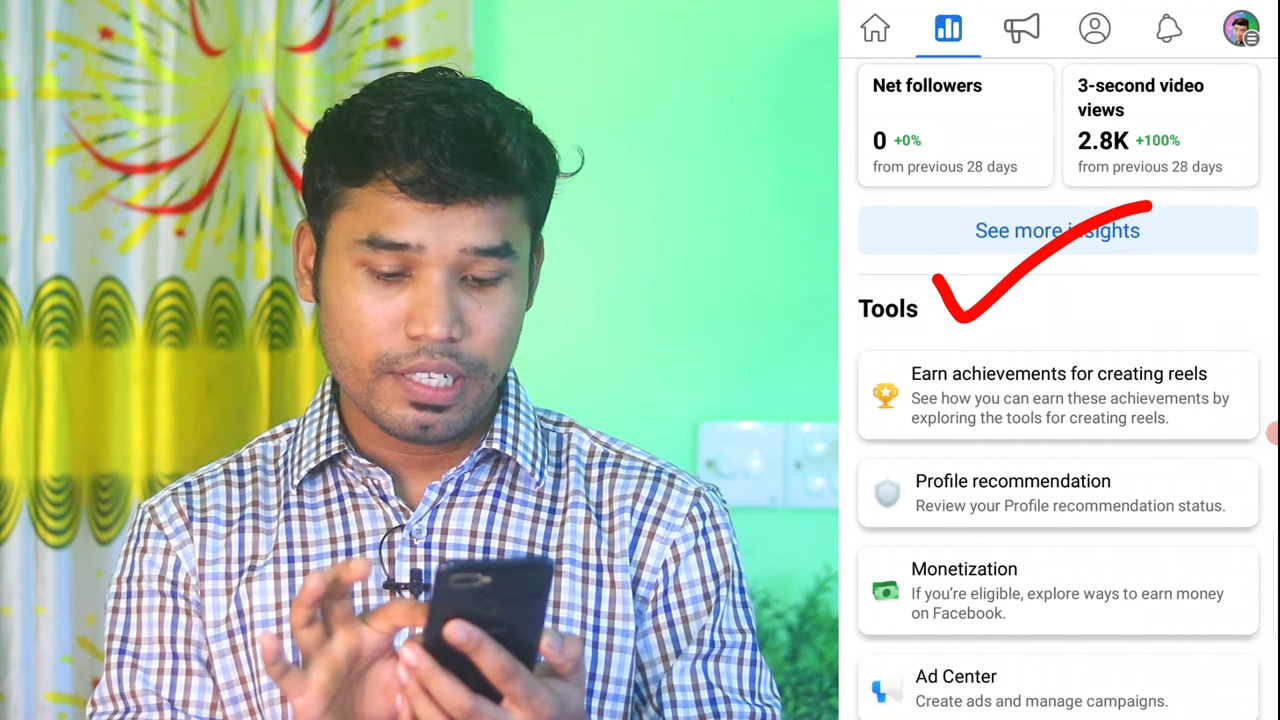 Net followers
3-second video
views
0 +0%
2.8K +100%
from previous 28 days
from previous 28 days
See more insights
Tools
Earn achievements for creating reels
See how you can earn these achievements by
exploring the tools for creating reels.
Profile recommendation
Review your Profile recommendation status.
Monetization
If you're eligible, explore ways to earn money
on Facebook.
Ad Center
Create ads and manage campaigns.